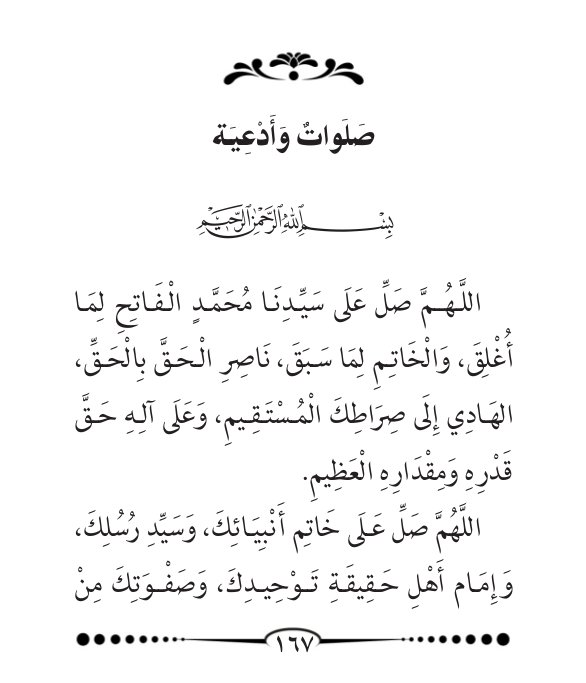 صَلَواتٌ وَأَدْعِيَة
بِسْمِ اللَّهِ الرَّحْمَٰنِ الرَّحِيمِ
اللَّهُمَّ صَلِّ عَلَى سَيِّدِنَا مُحَمَّدٍ الْفَاتِحِ لِمَا
أُغْلِقَ، وَالْخَاتِمِ لِمَا سَبَقَ، نَاصِرِ الْحَقَّ بِالْحَقِّ،
الهَادِي إِلَى صِرَاطِكَ الْمُسْتَقِيمِ، وَعَلَى آلِهِ حَقَّ
قَدْرِهِ وَمِقْدَارِهِ الْعَظِيمِ.
اللَّهُمَّ صَلِّ عَلَى خَاتِمِ أَنْبِيَائِكَ، وَسَيِّدِ رُسُلِكَ،
وَإِمَامِ أَهْلِ حَقِيقَةِ تَوْحِيدِكَ، وَصَفْوَتِكَ مِنْ
١٦٧